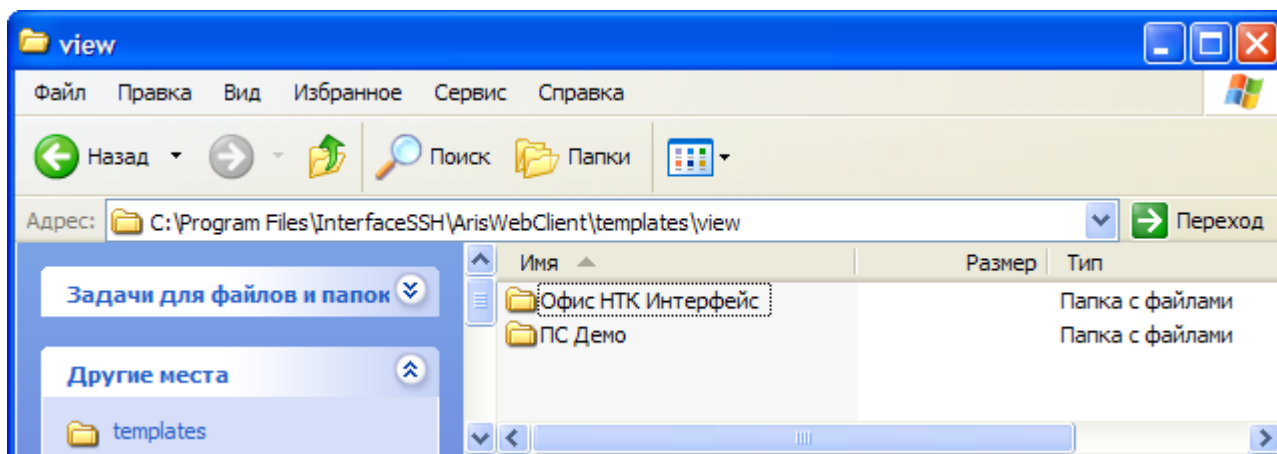 view
Файл Правка Вид Избранное Сервис Справка
Назад Поиск Папки
Адрес: C:\Program Files\InterfaceSSH\ArisWebClient\templates\view Переход
Имя Размер Тип
Задачи для файлов и папок
Офис НТК Интерфейс Папка с файлами
ПС Демо Папка с файлами
Другие места
templates